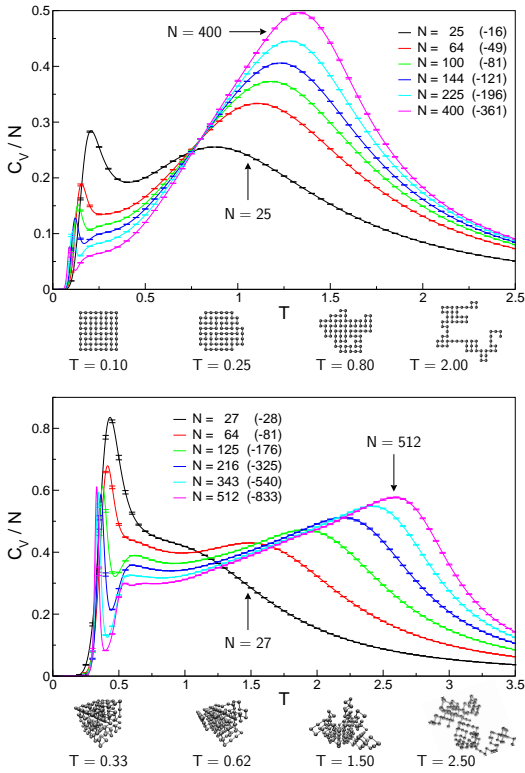 0.5
0.4
0.3
0.2
0.1
0
C_V / N
N = 400
N = 25
N = 25 (-16)
N = 64 (-49)
N = 100 (-81)
N = 144 (-121)
N = 225 (-196)
N = 400 (-361)
0 0.5 1 1.5 2 2.5
T
T = 0.10 T = 0.25 T = 0.80 T = 2.00
0.8
0.6
0.4
0.2
0
C_V / N
N = 27 (-28)
N = 64 (-81)
N = 125 (-176)
N = 216 (-325)
N = 343 (-540)
N = 512 (-833)
N = 512
N = 27
0 0.5 1 1.5 2 2.5 3 3.5
T
T = 0.33 T = 0.62 T = 1.50 T = 2.50